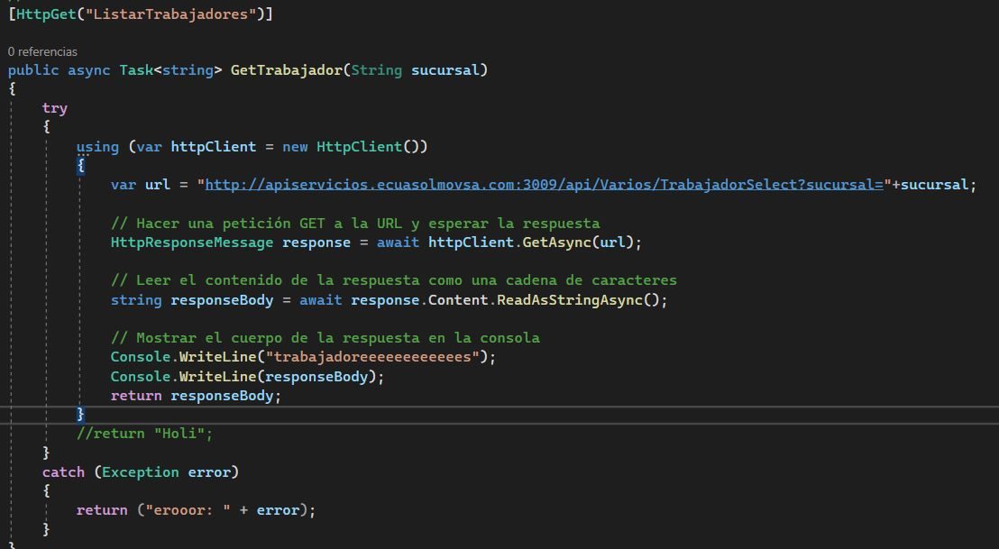 [HttpGet("ListarTrabajadores")]
0 referencias
public async Task<string> GetTrabajador(String sucursal)
{
try
{
using (var httpClient = new HttpClient())
{
var url = "http://apiservicios.ecuasolmovsa.com:3009/api/Varios/TrabajadorSelect?sucursal="+sucursal;
// Hacer una petición GET a la URL y esperar la respuesta
HttpResponseMessage response = await httpClient.GetAsync(url);
// Leer el contenido de la respuesta como una cadena de caracteres
string responseBody = await response.Content.ReadAsStringAsync();
// Mostrar el cuerpo de la respuesta en la consola
Console.WriteLine("trabajadoreeeeeeeeeeees");
Console.WriteLine(responseBody);
return responseBody;
}
//return "Holi";
}
catch (Exception error)
{
return ("erooor: " + error);
}
}